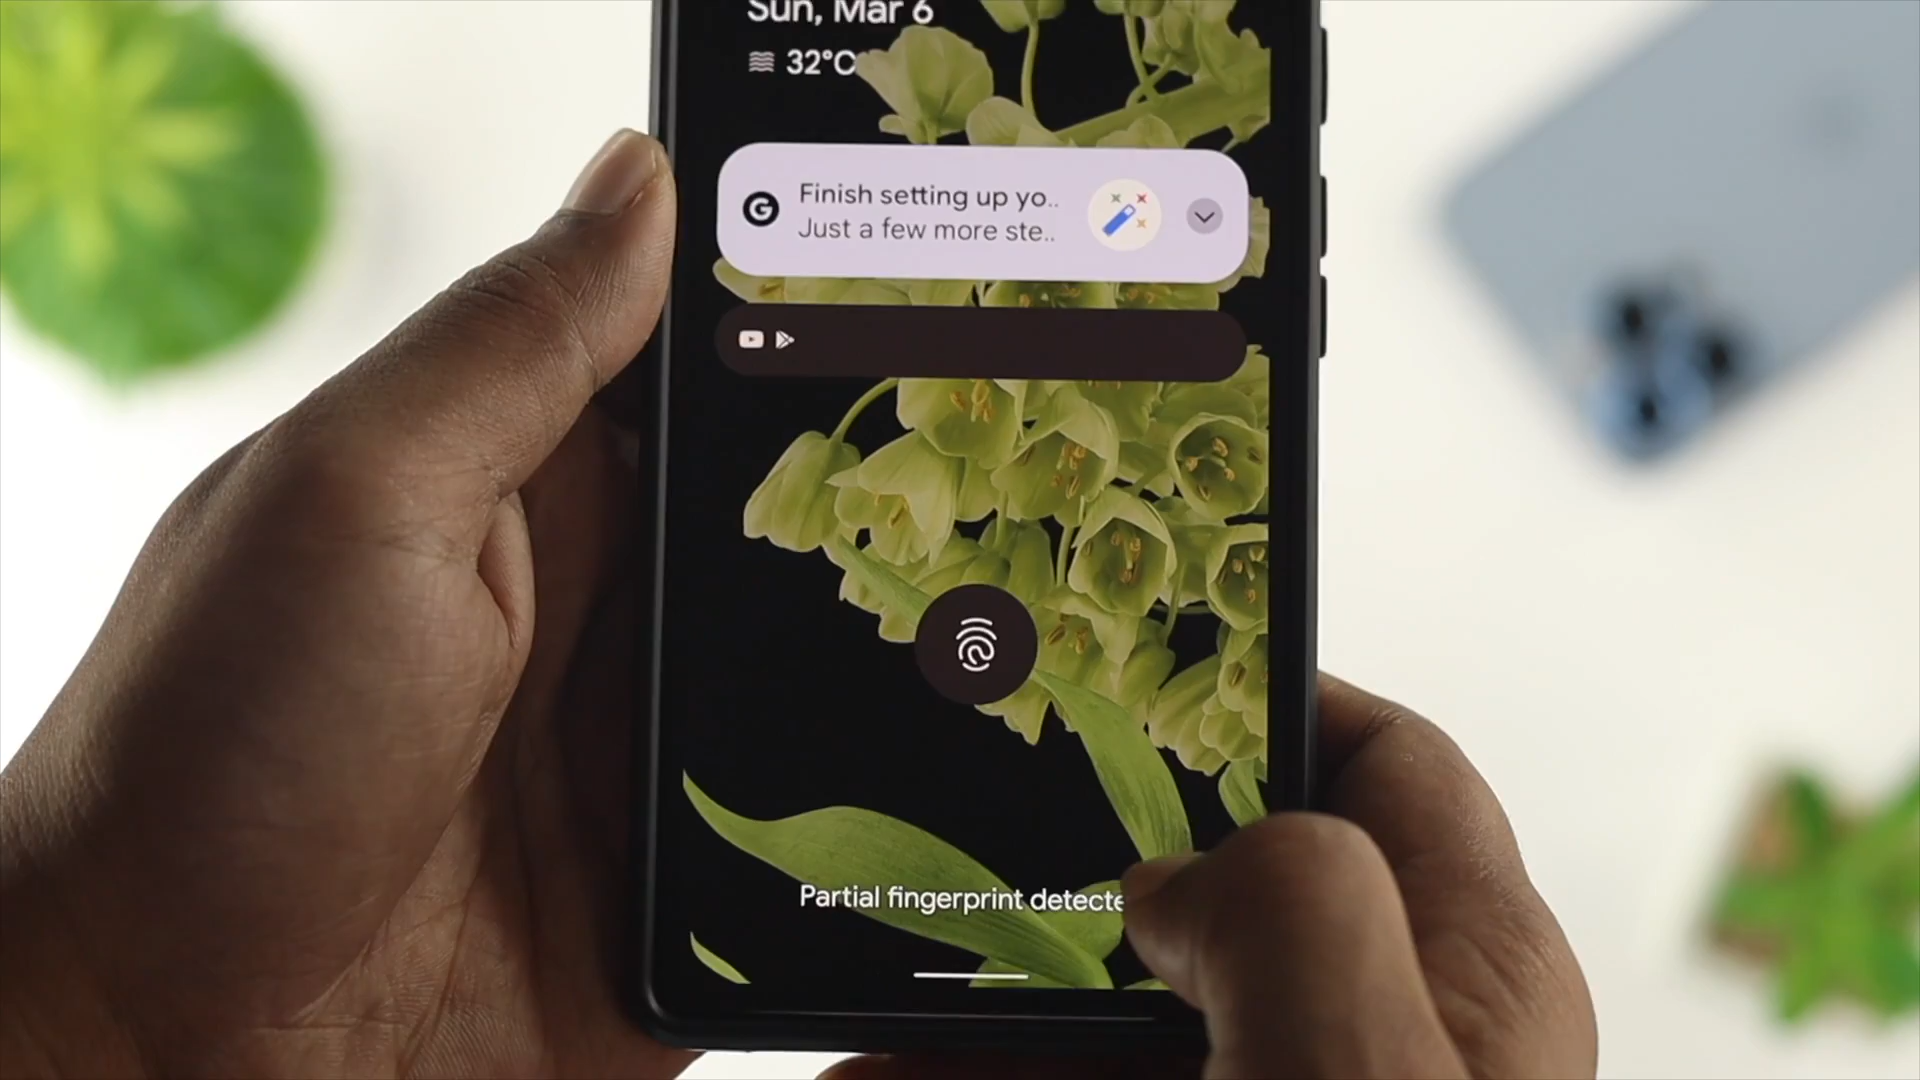 Sun, Mar 6
32°C
Finish setting up yo..
Just a few more ste..
Partial fingerprint detecte